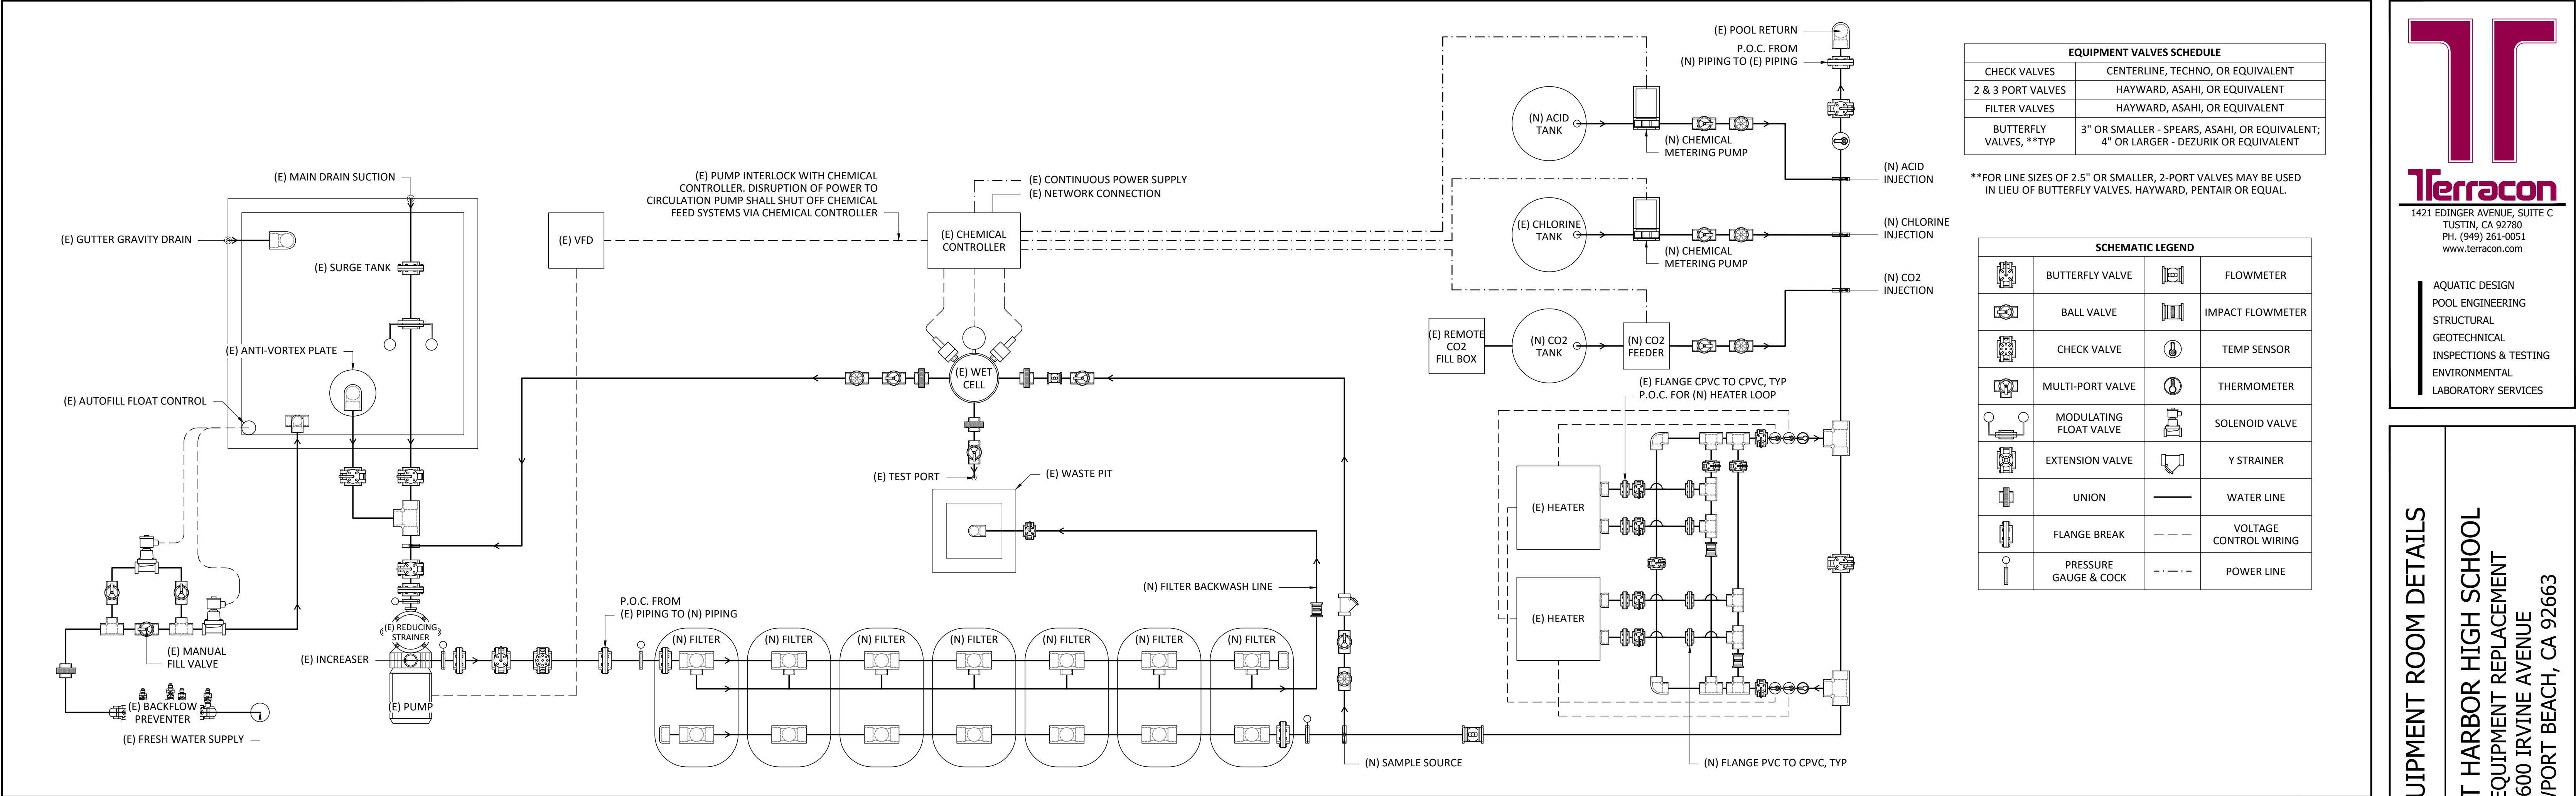 (E) POOL RETURN
P.O.C. FROM
(N) PIPING TO (E) PIPING
(N) ACID
TANK
(N) CHEMICAL
METERING PUMP
(N) ACID
INJECTION
(E) MAIN DRAIN SUCTION
(E) PUMP INTERLOCK WITH CHEMICAL
CONTROLLER. DISRUPTION OF POWER TO
CIRCULATION PUMP SHALL SHUT OFF CHEMICAL
FEED SYSTEMS VIA CHEMICAL CONTROLLER
(E) CONTINUOUS POWER SUPPLY
(E) NETWORK CONNECTION
(E) GUTTER GRAVITY DRAIN
(E) VFD
(E) CHEMICAL
CONTROLLER
(E) CHLORINE
TANK
(N) CHEMICAL
METERING PUMP
(N) CHLORINE
INJECTION
(E) SURGE TANK
(N) CO2
INJECTION
(E) ANTI-VORTEX PLATE
(E) REMOTE
CO2
FILL BOX
(N) CO2
TANK
(N) CO2
FEEDER
(E) WET
CELL
(E) AUTOFILL FLOAT CONTROL
(E) FLANGE CPVC TO CPVC, TYP
P.O.C. FOR (N) HEATER LOOP
(E) TEST PORT
(E) WASTE PIT
(E) HEATER
(N) FILTER BACKWASH LINE
P.O.C. FROM
(E) PIPING TO (N) PIPING
(E) HEATER
(E) REDUCING
STRAINER
(E) MANUAL
FILL VALVE
(E) INCREASER
(N) FILTER
(N) FILTER
(N) FILTER
(N) FILTER
(N) FILTER
(N) FILTER
(N) FILTER
(E) BACKFLOW
PREVENTER
(E) PUMP
(E) FRESH WATER SUPPLY
(N) SAMPLE SOURCE
(N) FLANGE PVC TO CPVC, TYP
EQUIPMENT VALVES SCHEDULE
CHECK VALVES CENTERLINE, TECHNO, OR EQUIVALENT
2 & 3 PORT VALVES HAYWARD, ASAHI, OR EQUIVALENT
FILTER VALVES HAYWARD, ASAHI, OR EQUIVALENT
BUTTERFLY
VALVES, **TYP
3" OR SMALLER - SPEARS, ASAHI, OR EQUIVALENT;
4" OR LARGER - DEZURIK OR EQUIVALENT
**FOR LINE SIZES OF 2.5" OR SMALLER, 2-PORT VALVES MAY BE USED
IN LIEU OF BUTTERFLY VALVES. HAYWARD, PENTAIR OR EQUAL.
SCHEMATIC LEGEND
BUTTERFLY VALVE FLOWMETER
BALL VALVE IMPACT FLOWMETER
CHECK VALVE TEMP SENSOR
MULTI-PORT VALVE THERMOMETER
MODULATING
FLOAT VALVE
SOLENOID VALVE
EXTENSION VALVE Y STRAINER
UNION WATER LINE
FLANGE BREAK
VOLTAGE
CONTROL WIRING
PRESSURE
GAUGE & COCK
POWER LINE
Terracon
1421 EDINGER AVENUE, SUITE C
TUSTIN, CA 92780
PH. (949) 261-0051
www.terracon.com
AQUATIC DESIGN
POOL ENGINEERING
STRUCTURAL
GEOTECHNICAL
INSPECTIONS & TESTING
ENVIRONMENTAL
LABORATORY SERVICES
UIPMENT ROOM DETAILS
T HARBOR HIGH SCHOOL
EQUIPMENT REPLACEMENT
600 IRVINE AVENUE
PORT BEACH, CA 92663